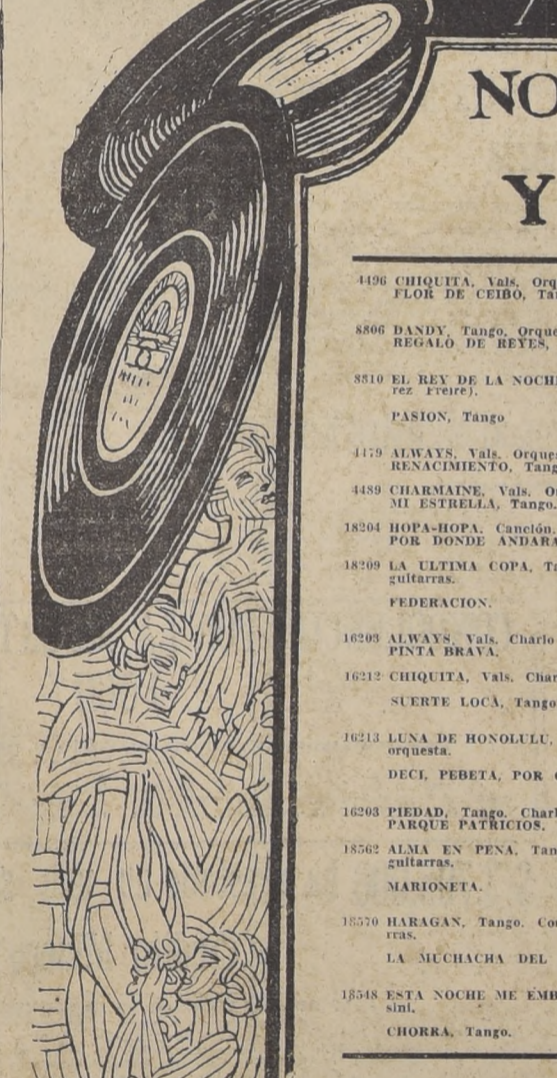 NO
Y
4496 CHIQUITA, Vals. Orq
FLOR DE CEIBO, Ta
8806 DANDY, Tango. Orque
REGALO DE REYES,
8810 EL REY DE LA NOCHE
rez Freire).
PASION, Tango
4179 ALWAYS, Vals. Orques
RENACIMIENTO, Tang
4489 CHARMAINE, Vals. O
MI ESTRELLA, Tango.
18204 HOPA-HOPA, Canción.
POR DONDE ANDARA
18209 LA ULTIMA COPA, Ta
guitarras.
FEDERACION.
16203 ALWAYS, Vals. Charlo
PINTA BRAVA.
16212 CHIQUITA, Vals. Char
SUERTE LOCA, Tango
16213 LUNA DE HONOLULU,
orquesta.
DECI, PEBETA, POR
16203 PIEDAD, Tango. Charl
PARQUE PATRICIOS.
18562 ALMA EN PENA, Tan
guitarras.
MARIONETA.
18570 HARAGAN, Tango. Co
rras.
LA MUCHACHA DEL
18548 ESTA NOCHE ME EMB
sini.
CHORRA, Tango.